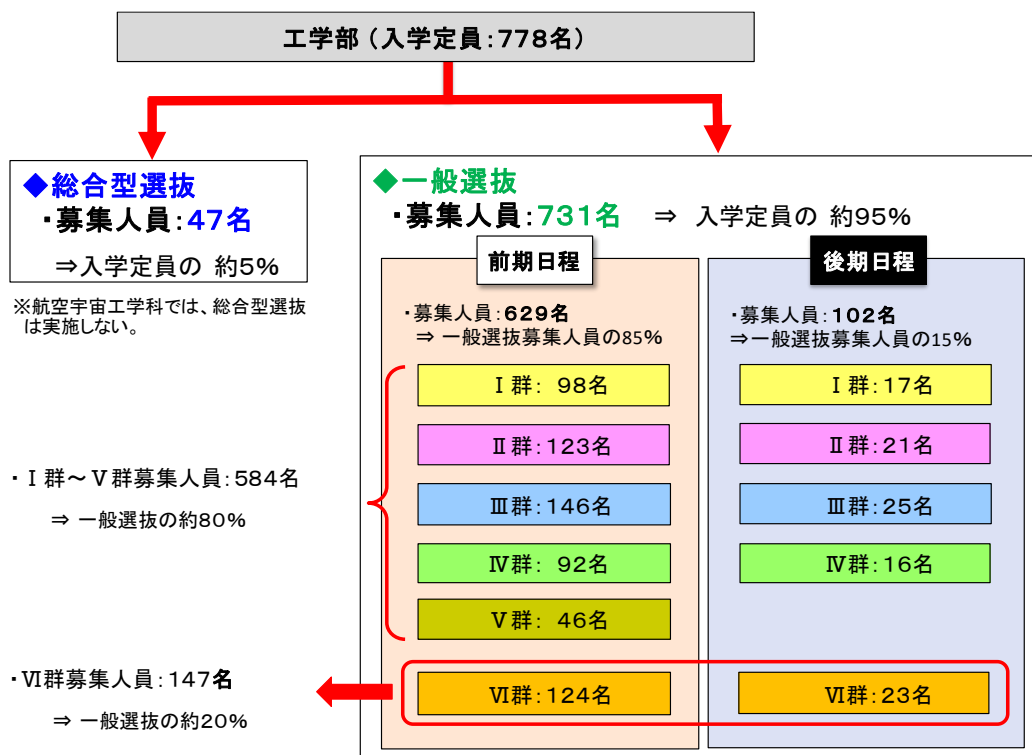 工学部（入学定員：778名）
◆総合型選抜
・募集人員：47名
⇒入学定員の 約5%
※航空宇宙工学科では、総合型選抜
は実施しない。
・Ⅰ群～Ⅴ群募集人員：584名
⇒ 一般選抜の約80%
・Ⅵ群募集人員：147名
⇒ 一般選抜の約20%
◆一般選抜
・募集人員：731名 ⇒ 入学定員の 約95%
前期日程
・募集人員：629名
⇒ 一般選抜募集人員の85%
Ⅰ群： 98名
Ⅱ群：123名
Ⅲ群：146名
Ⅳ群： 92名
Ⅴ群： 46名
Ⅵ群：124名
後期日程
・募集人員：102名
⇒一般選抜募集人員の15%
Ⅰ群：17名
Ⅱ群：21名
Ⅲ群：25名
Ⅳ群：16名
Ⅵ群：23名